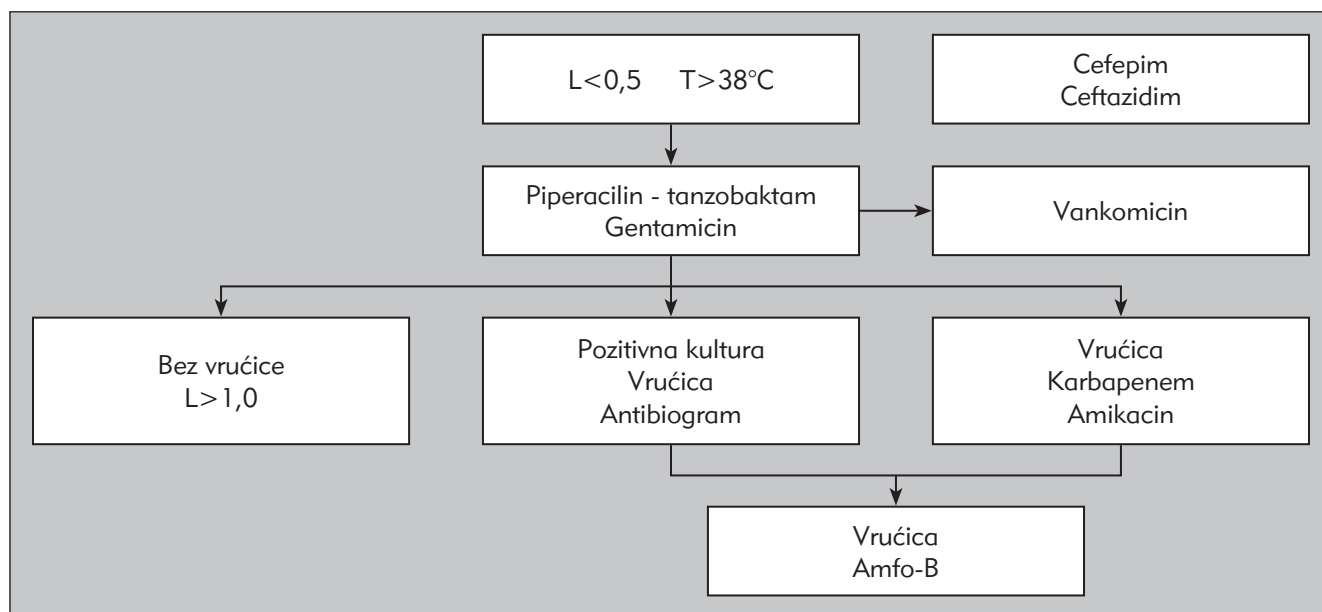 L<0,5 T>38°C
Cefepim
Ceftazidim
Piperacilin - tanzobaktam
Gentamicin
Vankomicin
Bez vrućice
L>1,0
Pozitivna kultura
Vrućica
Antibiogram
Vrućica
Karbapenem
Amikacin
Vrućica
Amfo-B